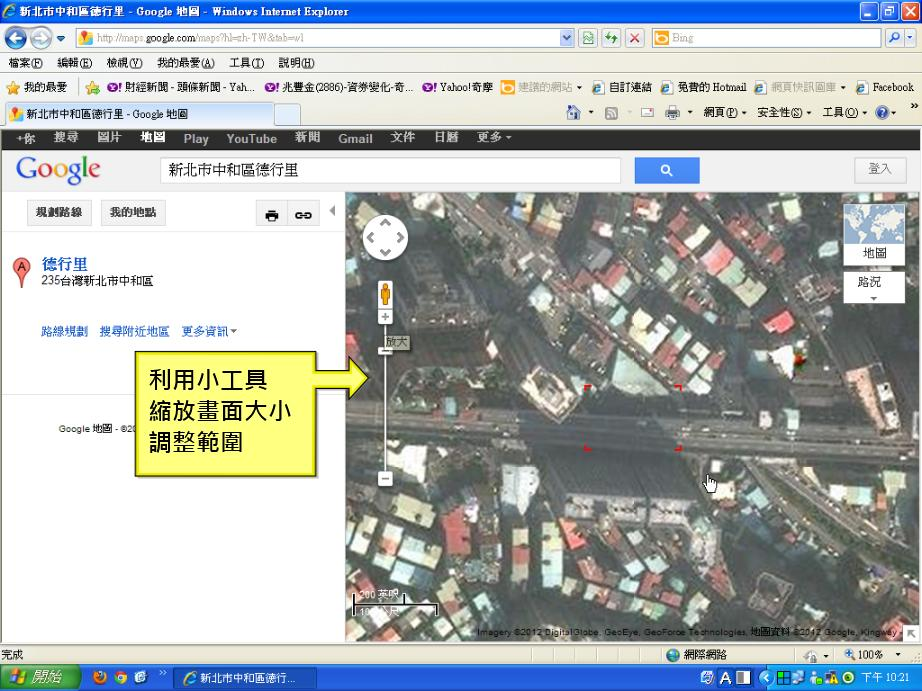 新北市中和區德行里 - Google 地圖 - Windows Internet Explorer
http://maps.google.com/maps?hl=zh-TW&tab=wl
Bing
檔案(F) 編輯(E) 檢視(V) 我的最愛(A) 工具(T) 說明(H)
我的最愛 財經新聞 - 頭條新聞 - Yah... 兆豐金(2886)-資券變化-奇... Yahoo!奇摩 建議的網站 自訂連結 免費的 Hotmail 網頁快訊圖庫 Facebook
新北市中和區德行里 - Google 地圖
網頁(P) 安全性(S) 工具(O)
+你 搜尋 圖片 地圖 Play YouTube 新聞 Gmail 文件 日曆 更多
Google
新北市中和區德行里
登入
規劃路線 我的地點
地圖
路況
A 德行里
235台灣新北市中和區
路線規劃 搜尋附近地區 更多資訊
放大
利用小工具
縮放畫面大小
調整範圍
Google 地圖 - ©20
200 英呎
Imagery ©2012 DigitalGlobe, GeoEye, GeoForce Technologies, 地圖資料 ©2012 Google, Kingway
完成
網際網路
100%
開始
新北市中和區德行...
A
下午 10:21